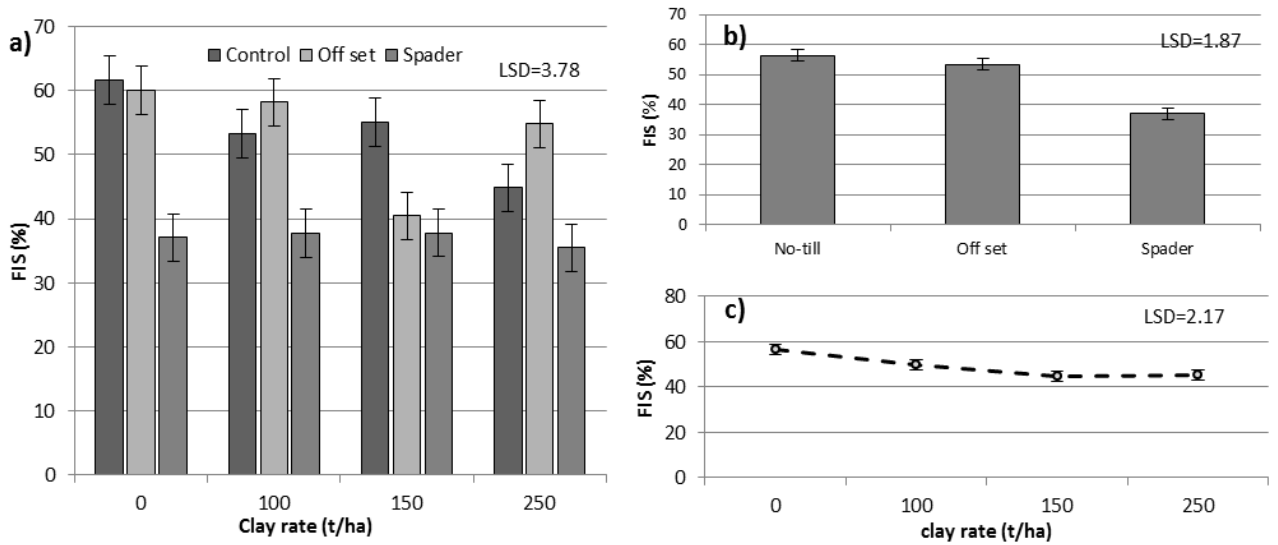 a)
Control Off set Spader
LSD=3.78
70
60
50
40
30
20
10
0
FIS (%)
0 100 150 250
Clay rate (t/ha)
b)
LSD=1.87
70
60
50
40
30
20
10
0
FIS (%)
No-till Off set Spader
c)
LSD=2.17
80
60
40
20
0
FIS (%)
0 100 150 250
clay rate (t/ha)